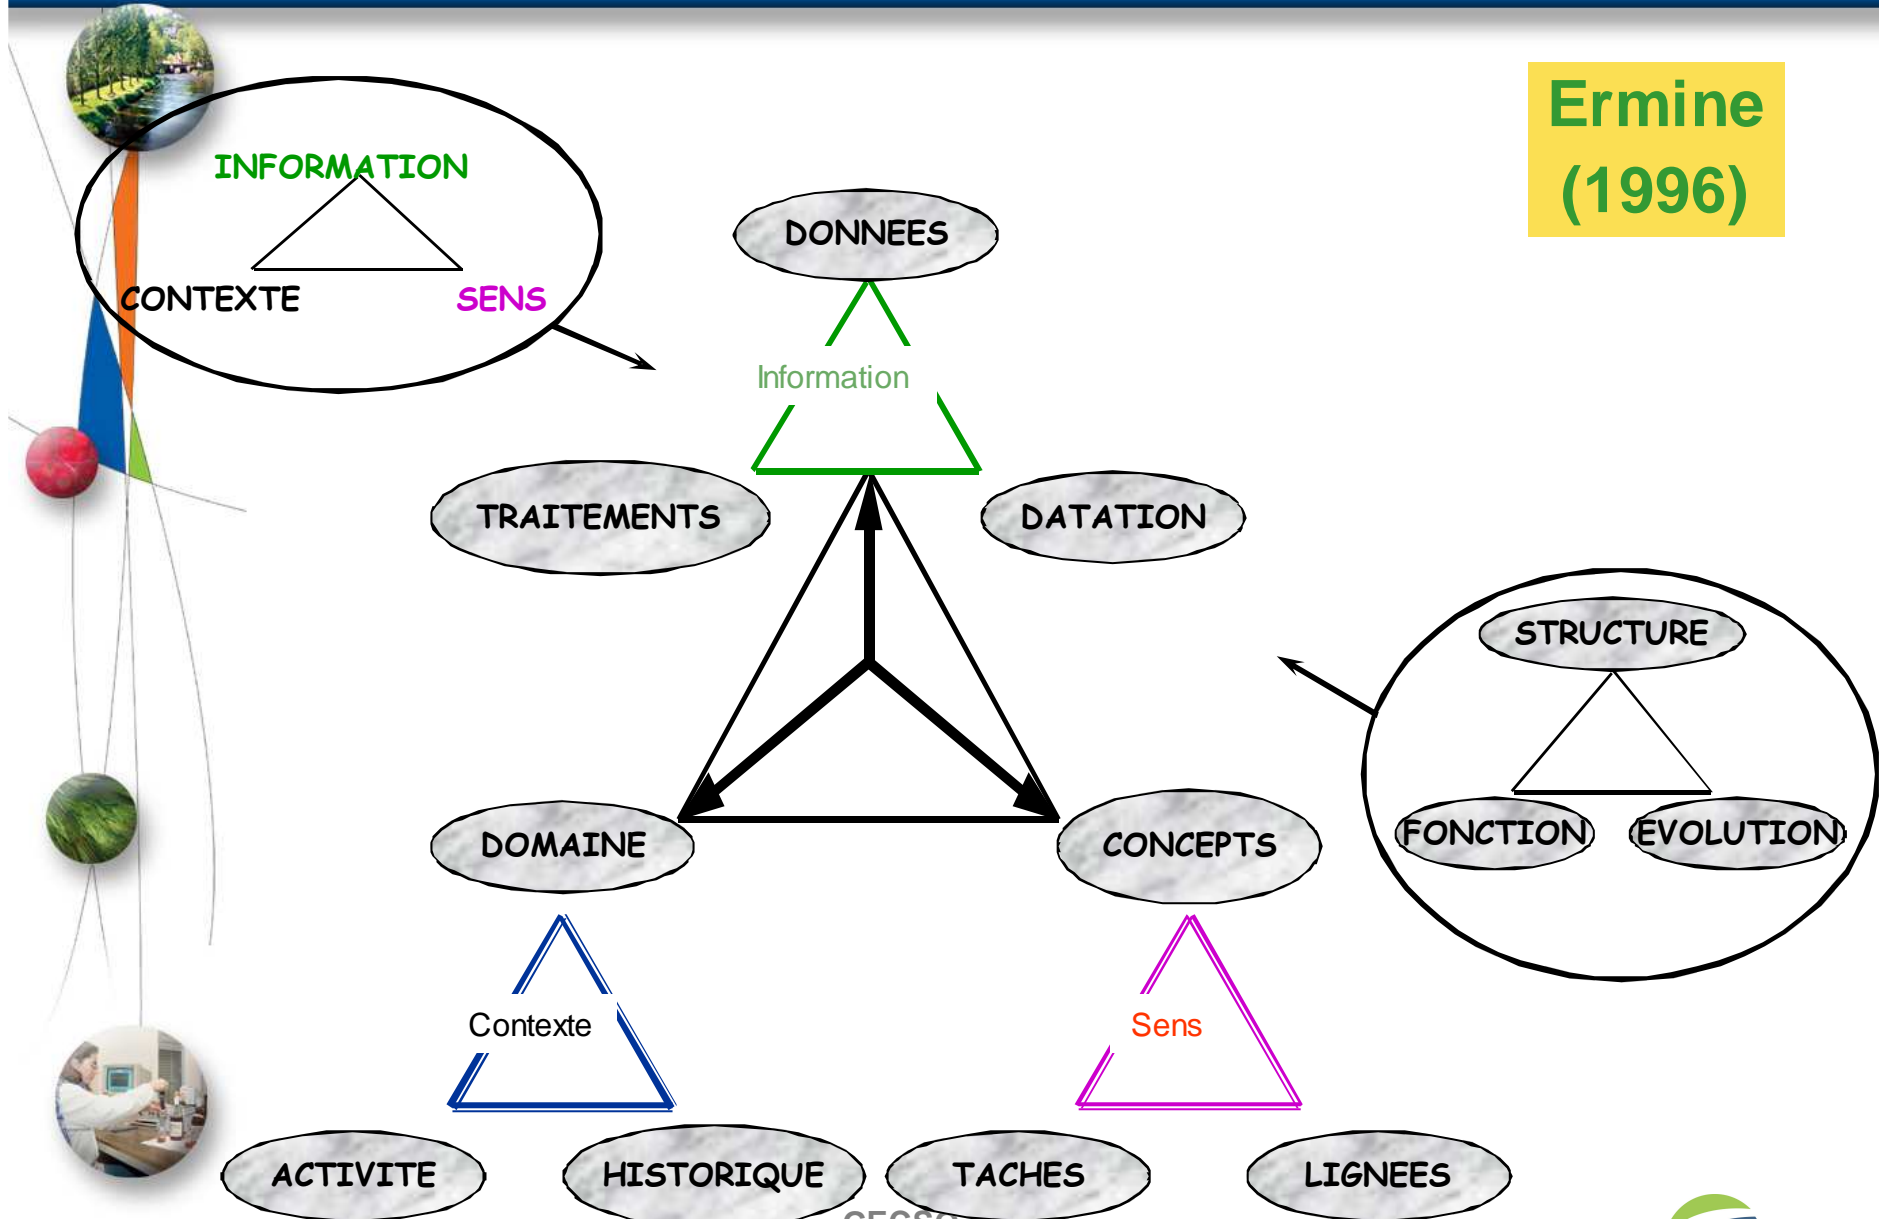 Ermine
(1996)
INFORMATION
CONTEXTE
SENS
DONNEES
Information
TRAITEMENTS
DATATION
STRUCTURE
FONCTION
EVOLUTION
DOMAINE
CONCEPTS
Contexte
Sens
ACTIVITE
HISTORIQUE
TACHES
LIGNEES